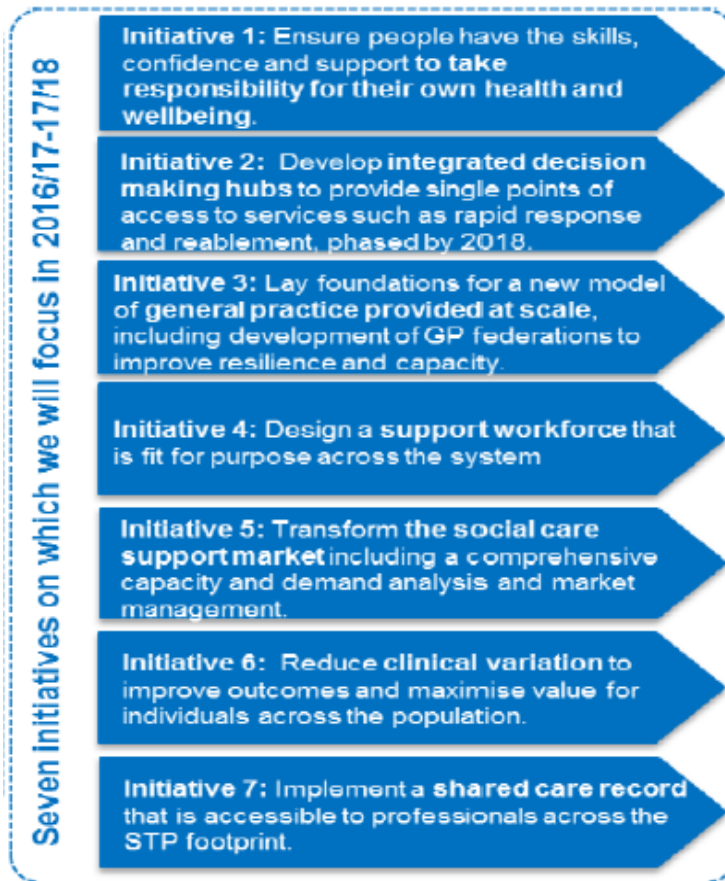 Seven initiatives on which we will focus in 2016/17-17/18
Initiative 1: Ensure people have the skills,
confidence and support to take
responsibility for their own health and
wellbeing.
Initiative 2: Develop integrated decision
making hubs to provide single points of
access to services such as rapid response
and reablement, phased by 2018.
Initiative 3: Lay foundations for a new model
of general practice provided at scale,
including development of GP federations to
improve resilience and capacity.
Initiative 4: Design a support workforce that
is fit for purpose across the system
Initiative 5: Transform the social care
support market including a comprehensive
capacity and demand analysis and market
management.
Initiative 6: Reduce clinical variation to
improve outcomes and maximise value for
individuals across the population.
Initiative 7: Implement a shared care record
that is accessible to professionals across the
STP footprint.